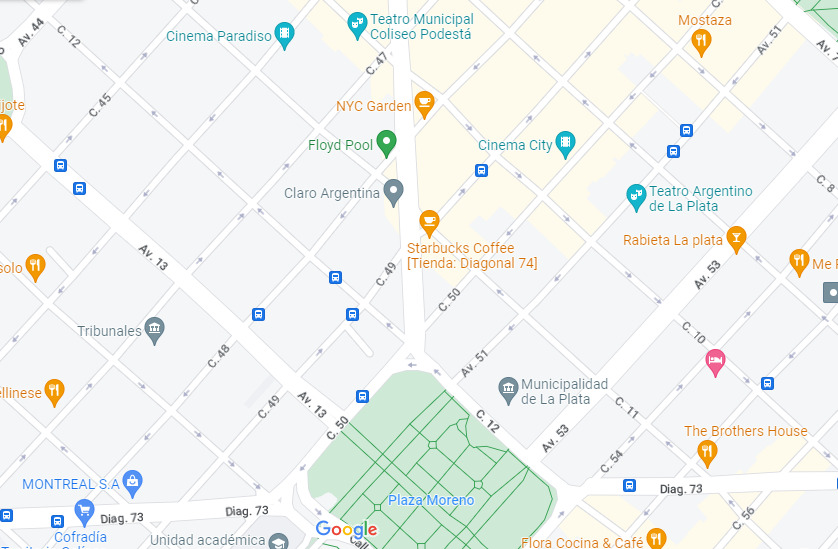 Mostaza
Teatro Municipal
Coliseo Podestá
Cinema Paradiso
Av. 44
C. 12
Av. 51
C. 47
C. 45
NYC Garden
Floyd Pool
Cinema City
Claro Argentina
Teatro Argentino
de La Plata
C. 8
Starbucks Coffee
[Tienda: Diagonal 74]
Rabieta La plata
Av. 13
C. 49
Av. 53
C. 50
Tribunales
C. 10
C. 48
Av. 51
Municipalidad
de La Plata
C. 49
Av. 13
C. 50
C. 12
C. 11
Av. 53
The Brothers House
C. 54
MONTREAL S.A
Plaza Moreno
Diag. 73
Diag. 73
Diag. 73
C. 56
Cofradía
Unidad académica
Google
Flora Cocina & Café